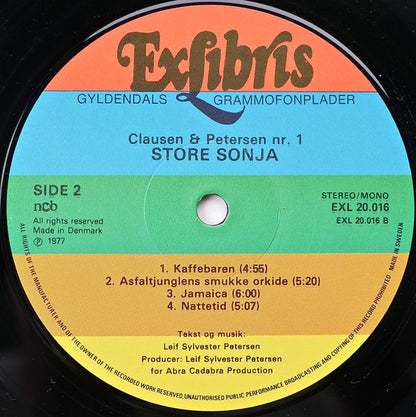 Exlibris
GYLDENDALS GRAMMOFONPLADER
Clausen & Petersen nr. 1
STORE SONJA
SIDE 2
ncb
All rights reserved
Made in Denmark
℗ 1977
STEREO/MONO
EXL 20.016
EXL 20.016 B
1. Kaffebaren (4:55)
2. Asfaltjunglens smukke orkide (5:20)
3. Jamaica (6:00)
4. Nattetid (5:07)
Tekst og musik:
Leif Sylvester Petersen
Producer: Leif Sylvester Petersen
for Abra Cadabra Production
ALL RIGHTS OF THE MANUFACTURER AND OF THE OWNER OF THE RECORDED WORK RESERVED. UNAUTHORISED PUBLIC PERFORMANCE BROADCASTING AND COPYING OF THIS RECORD PROHIBITED MADE IN SWEDEN